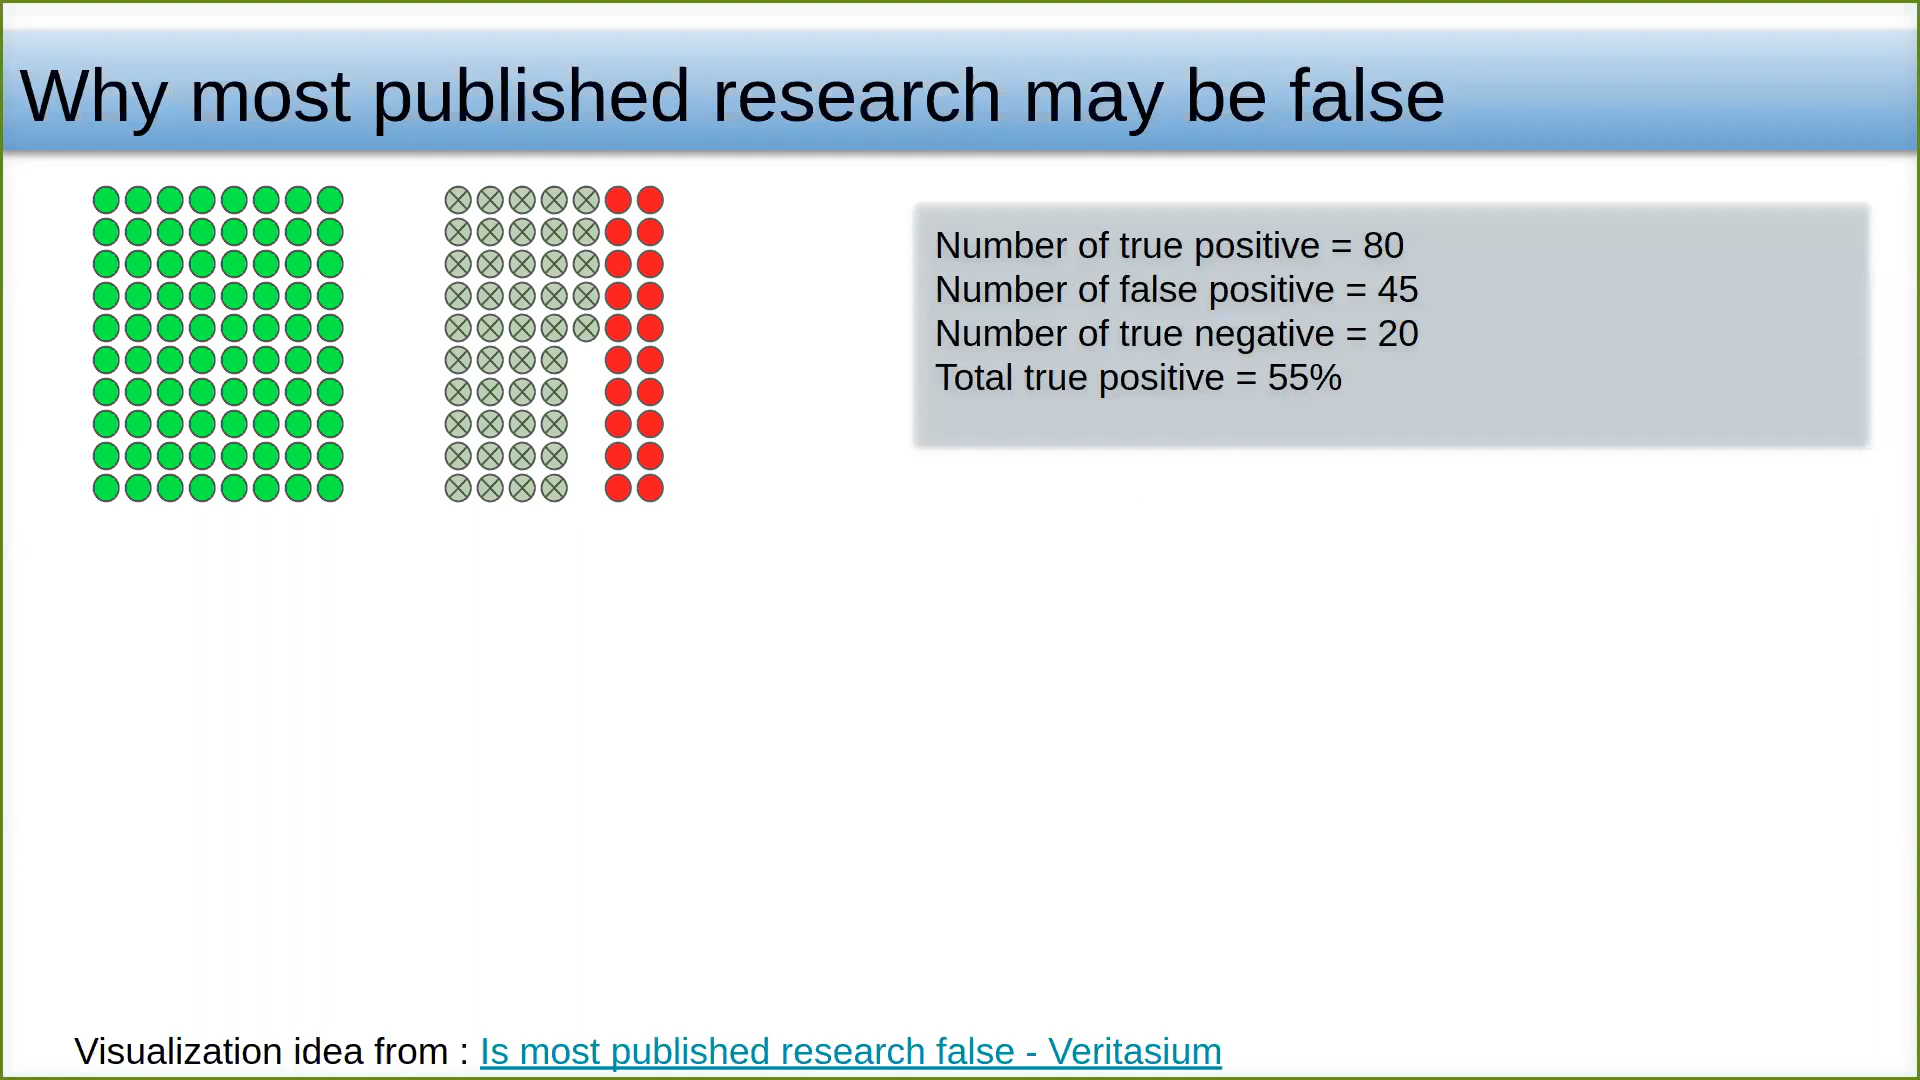 Why most published research may be false
Number of true positive = 80
Number of false positive = 45
Number of true negative = 20
Total true positive = 55%
Visualization idea from : Is most published research false - Veritasium